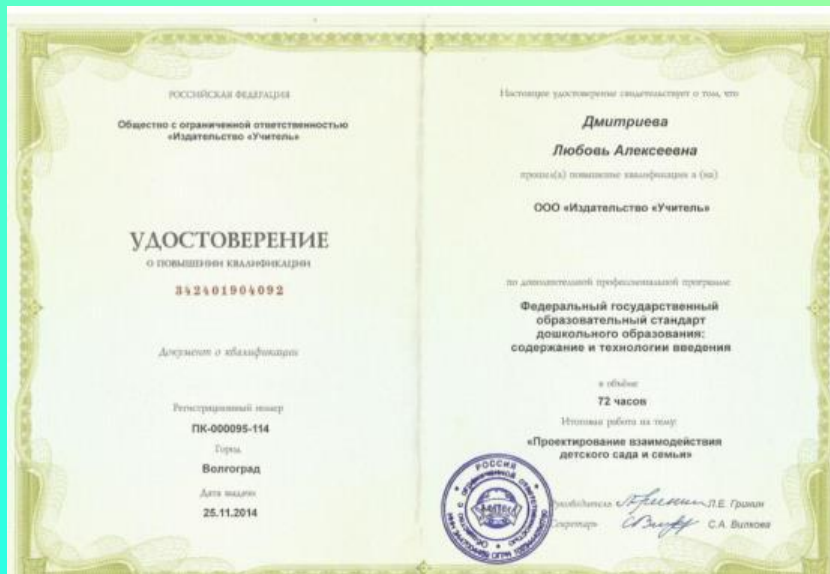 РОССИЙСКАЯ ФЕДЕРАЦИЯ
Общество с ограниченной ответственностью
«Издательство «Учитель»
УДОСТОВЕРЕНИЕ
О ПОВЫШЕНИИ КВАЛИФИКАЦИИ
342401904092
Документ о квалификации
Регистрационный номер
ПК-000095-114
Город
Волгоград
Дата выдачи
25.11.2014
Настоящее удостоверение свидетельствует о том, что
Дмитриева
Любовь Алексеевна
прошел(а) повышение квалификации в (на)
ООО «Издательство «Учитель»
по дополнительной профессиональной программе
Федеральный государственный
образовательный стандарт
дошкольного образования:
содержание и технологии введения
в объёме
72 часов
Итоговая работа на тему:
«Проектирование взаимодействия
детского сада и семьи»
РОССИЯ
Руководитель Л.Е. Гринин
Секретарь С.А. Вилкова